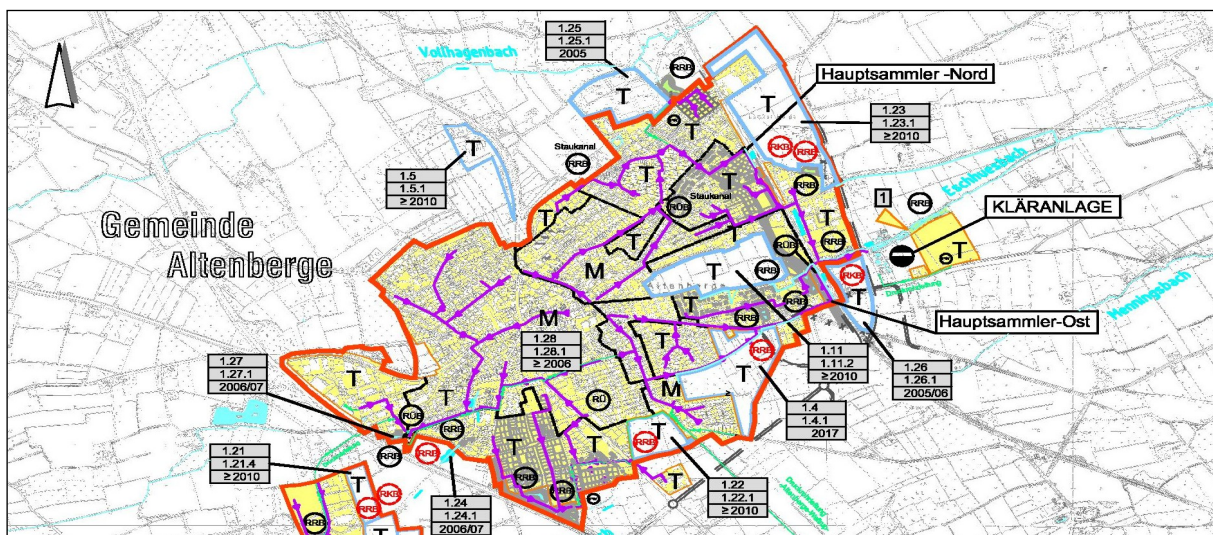 1.25
1.25.1
2005
Vollhagenbach
RRB
Hauptsammler -Nord
T
T
1.23
1.23.1
≥2010
T
RKB
RRB
Staukanal
RRB
1.5
1.5.1
≥2010
T
T
T
RRB
RÜB
Staukanal
1
RRB
Eschhuesbach
KLÄRANLAGE
Gemeinde
Altenberge
T
T
T
T
RÜB
RRB
T
M
T
RRB
Altenberge
RKB
T
Hemingsbach
RRB
RRB
Hauptsammler-Ost
M
T
RRB
1.28
1.28.1
≥ 2006
1.27
1.27.1
2006/07
T
T
RÜB
RÜ
M
T
1.11
1.11.2
≥2010
1.26
1.26.1
2005/06
1.4
1.4.1
2017
RRB
RRB
RRB
T
T
RRB
T
1.21
1.21.4
≥2010
T
RKB
RRB
RRB
T
1.24
1.24.1
2006/07
RRB
RRB
T
1.22
1.22.1
≥2010